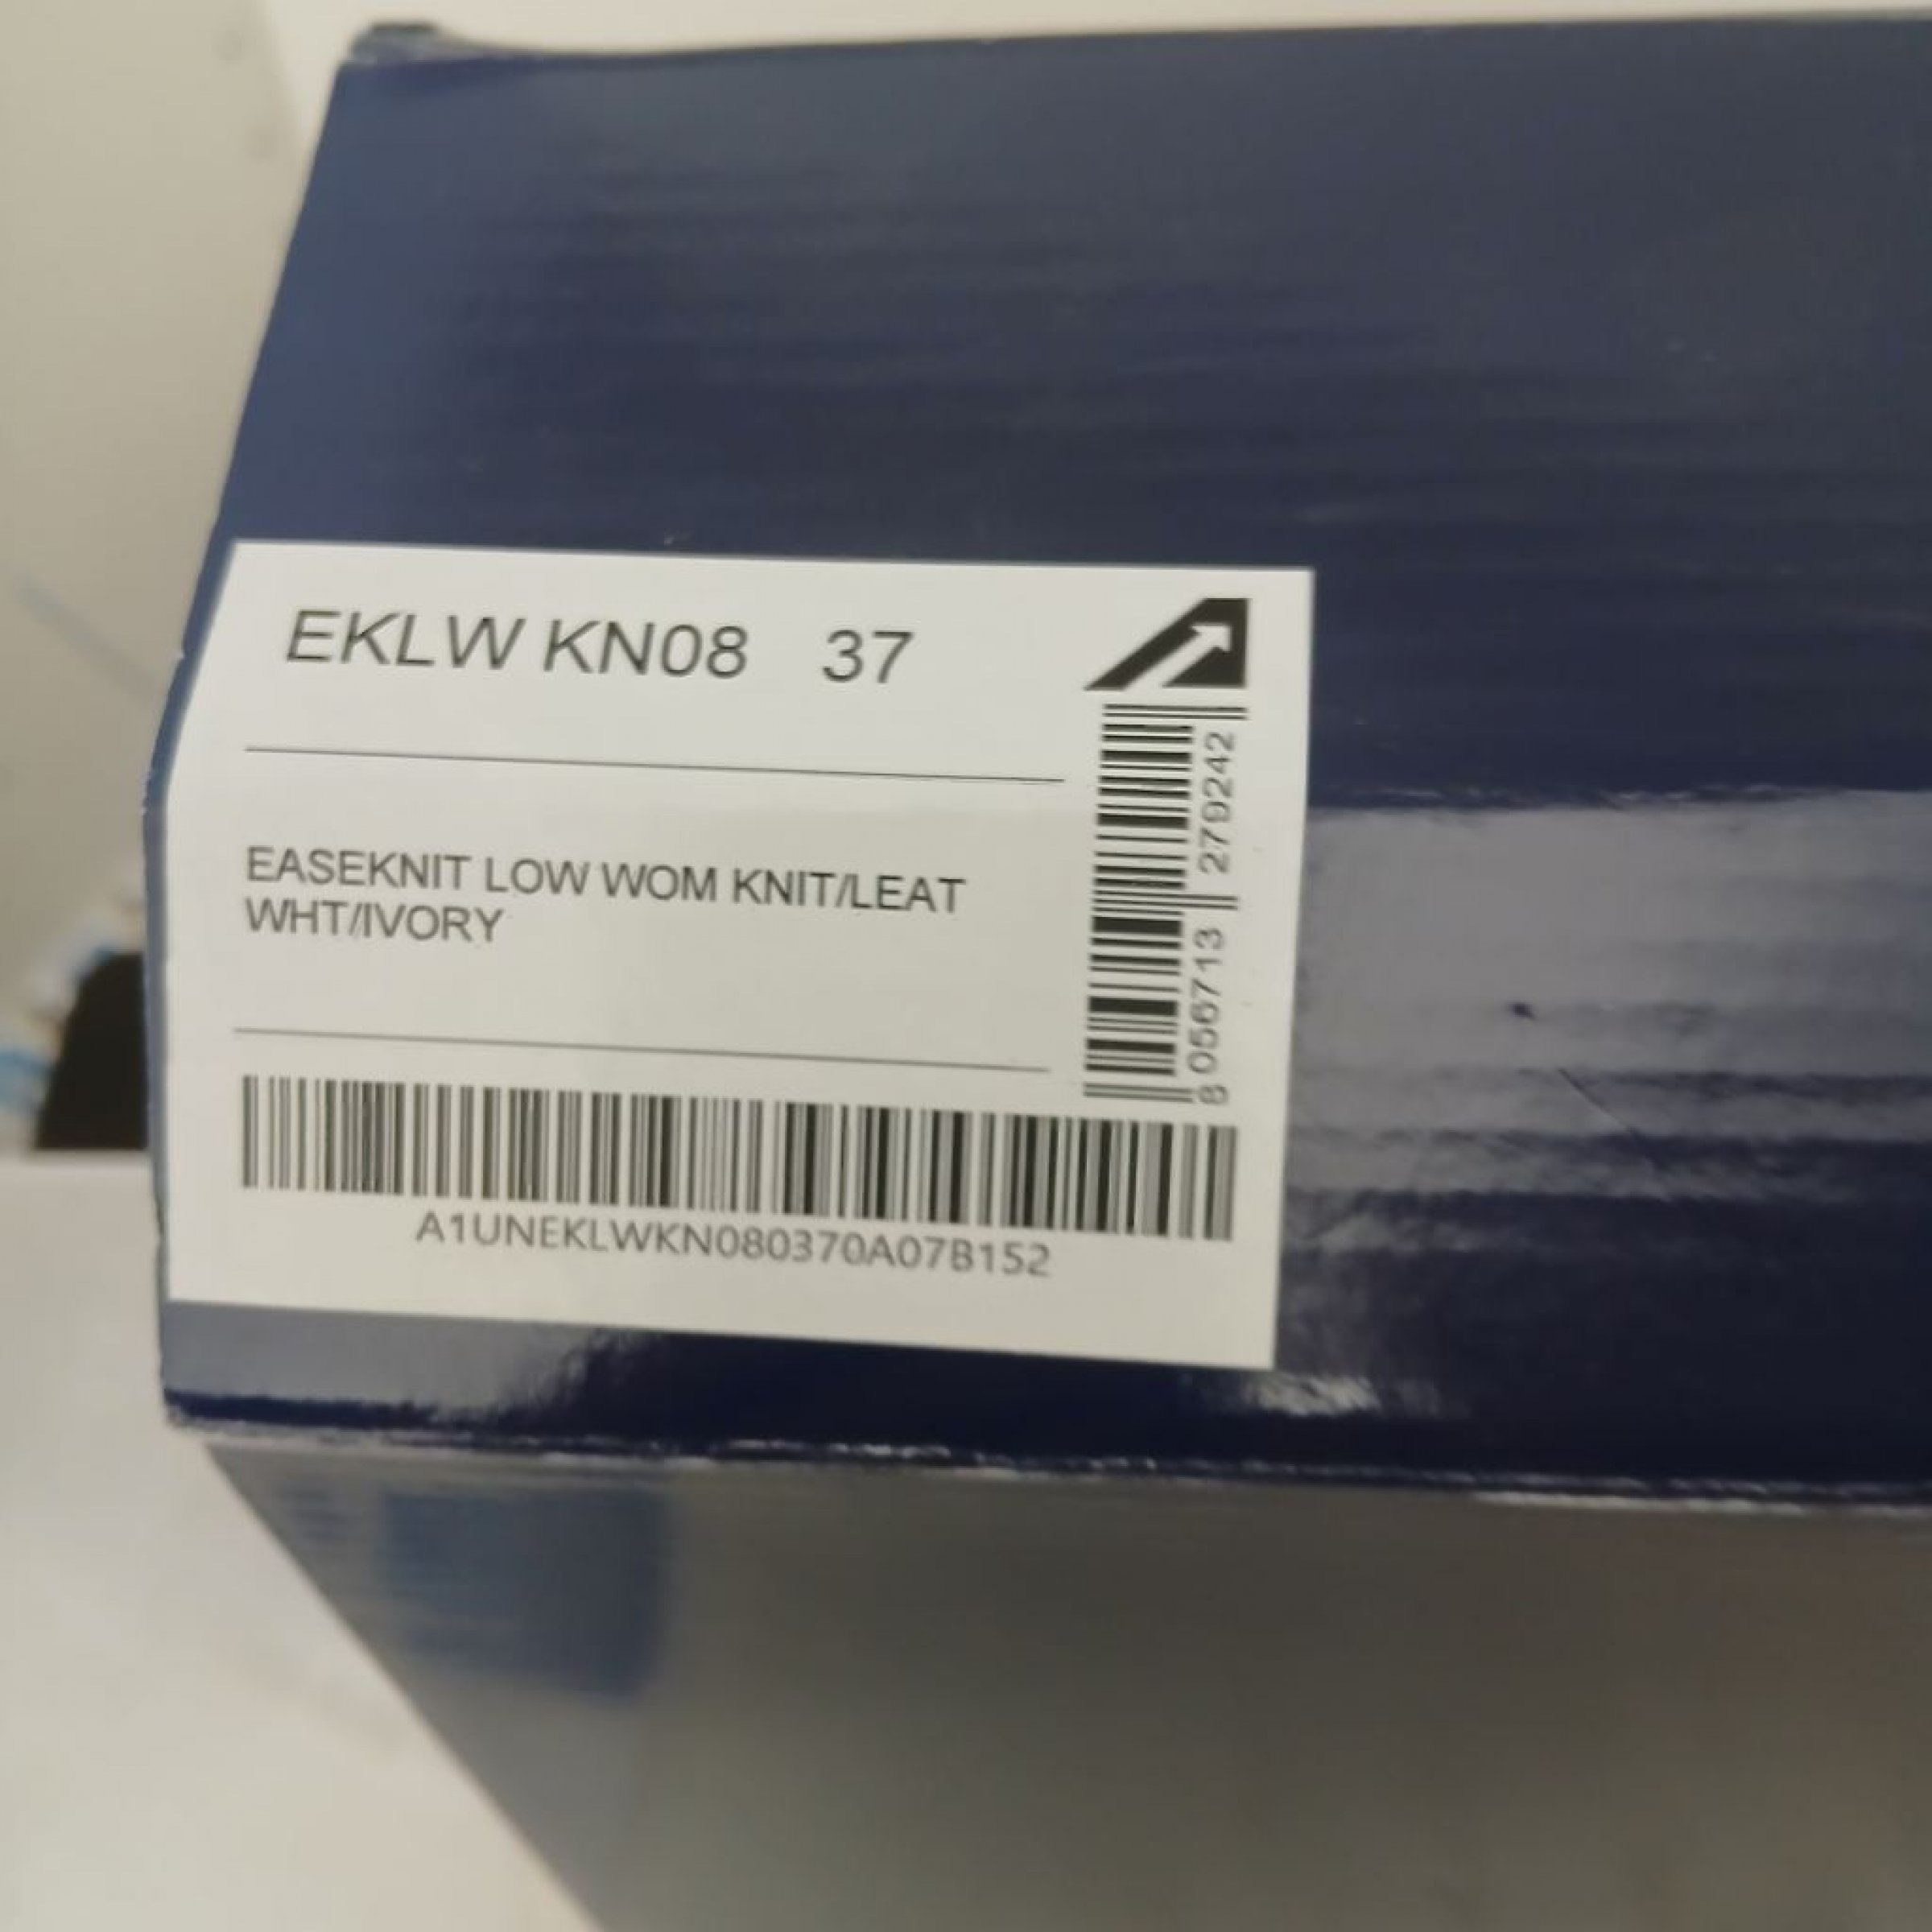 EKLW KN08 37
EASEKNIT LOW WOM KNIT/LEAT
WHT/IVORY
8 056713 279242
A1UNEKLWKN080370A07B152